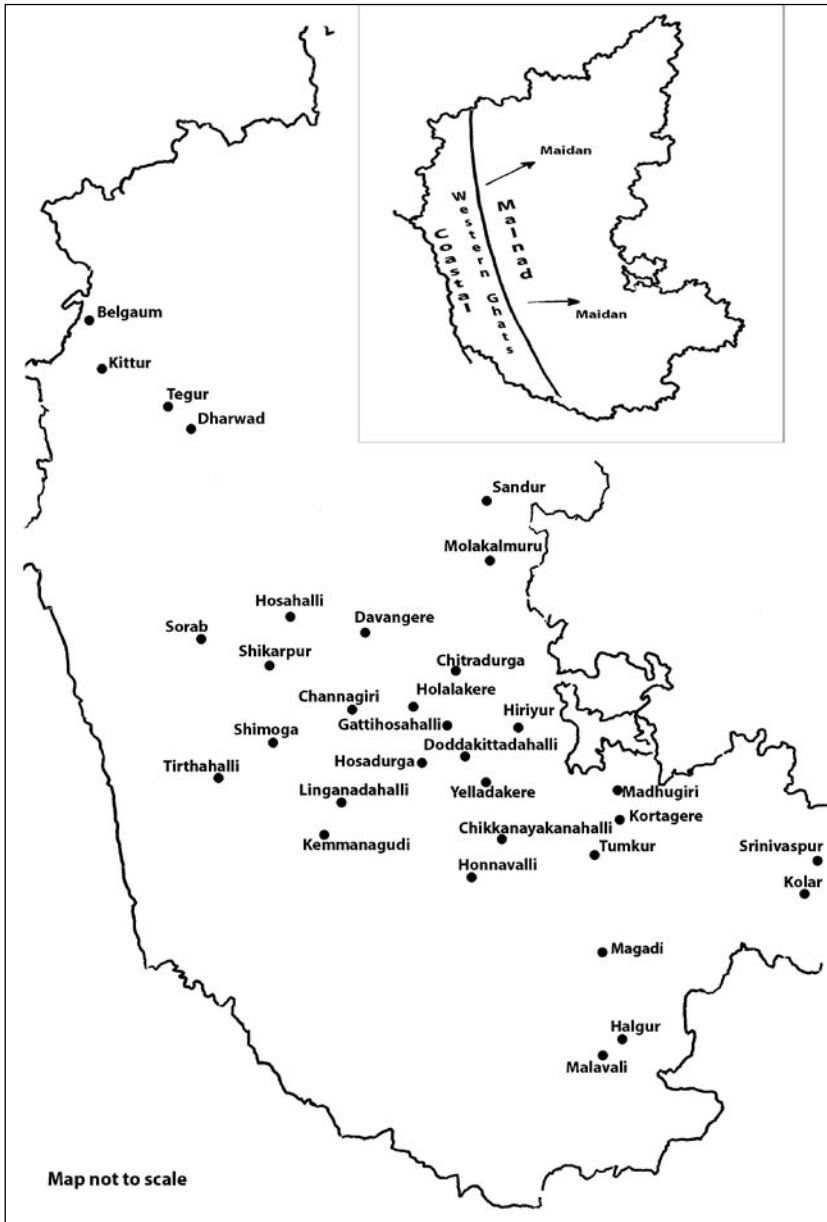 Maidan
Malnad
Western Ghats
Coastal
Maidan
Belgaum
Kittur
Tegur
Dharwad
Sandur
Molakalmuru
Hosahalli
Davangere
Sorab
Shikarpur
Chitradurga
Channagiri
Holalakere
Hiriyur
Gattihosahalli
Shimoga
Doddakittadahalli
Hosadurga
Tirthahalli
Yelladakere
Madhugiri
Linganadahalli
Kortagere
Chikkanayakanahalli
Kemmanagudi
Tumkur
Srinivaspur
Honnavalli
Kolar
Magadi
Halgur
Malavali
Map not to scale